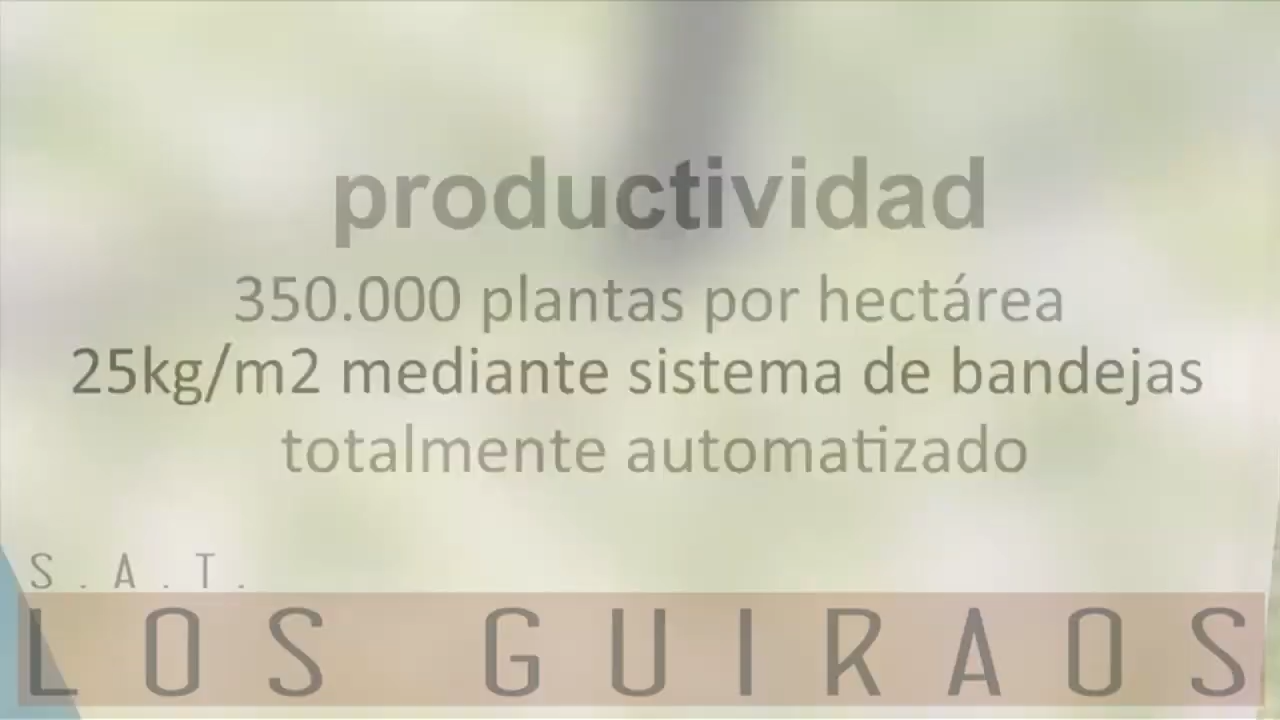 productividad
350.000 plantas por hectárea
25kg/m2 mediante sistema de bandejas
totalmente automatizado
S.A.T.
LOS GUIRAOS